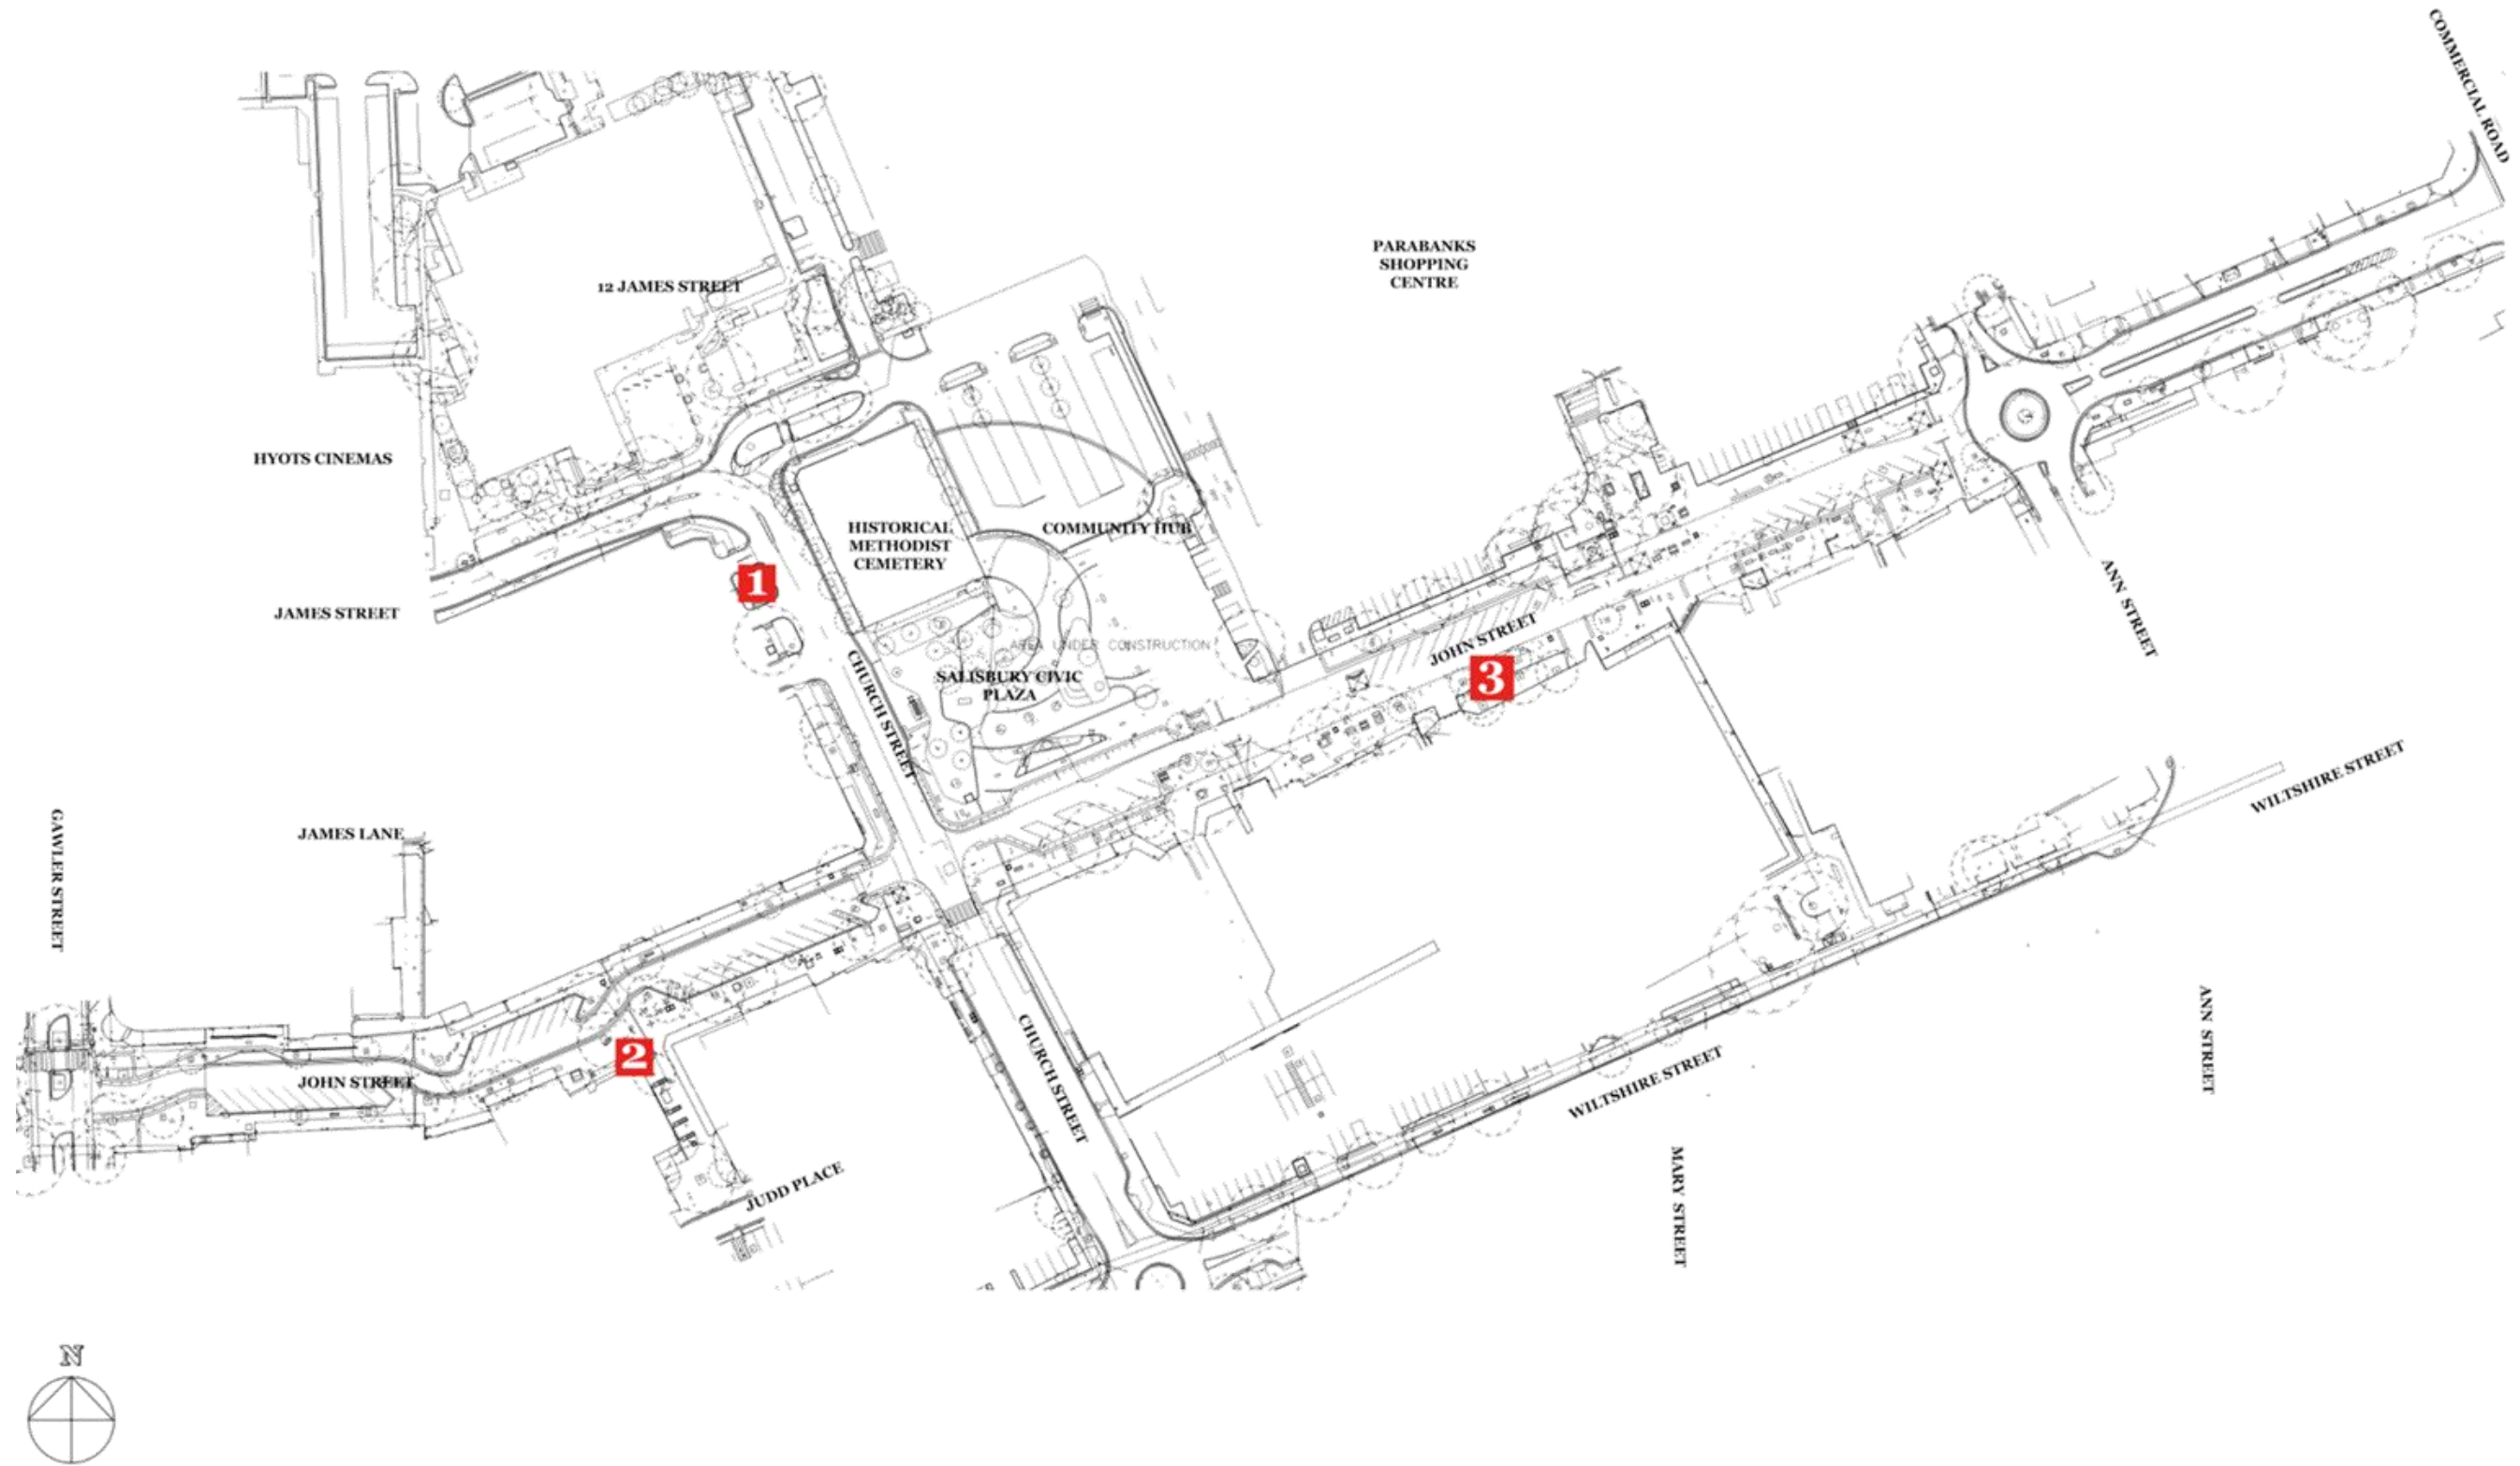 COMMERCIAL ROAD
PARABANKS
SHOPPING
CENTRE
12 JAMES STREET
HYOTS CINEMAS
HISTORICAL
METHODIST
CEMETERY
COMMUNITY HUB
1
JAMES STREET
ANN STREET
JOHN STREET
AREA UNDER CONSTRUCTION
3
SALISBURY CIVIC
PLAZA
CHURCH STREET
WILTSHIRE STREET
GAWLER STREET
JAMES LANE
2
JOHN STREET
CHURCH STREET
WILTSHIRE STREET
ANN STREET
JUDD PLACE
MARY STREET
N